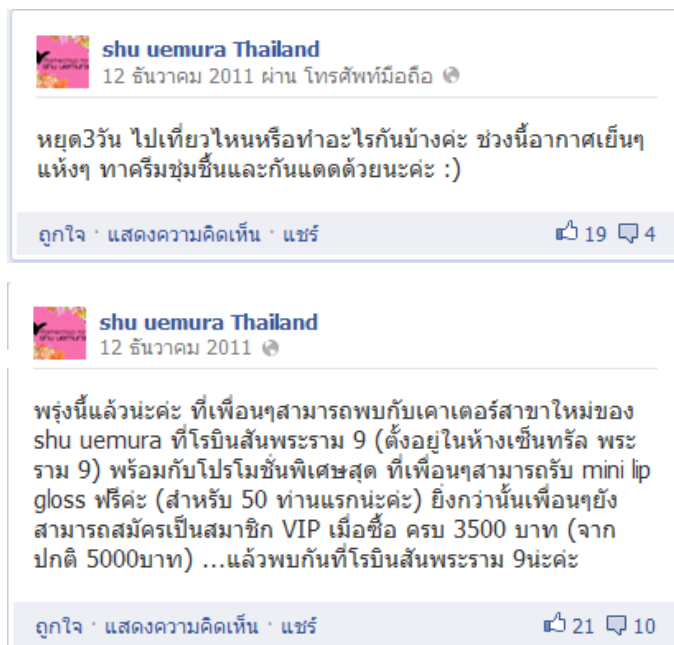 shu uemura Thailand
12 ธันวาคม 2011 ผ่าน โทรศัพท์มือถือ
หยุด3วัน ไปเที่ยวไหนหรือทำอะไรกันบ้างค่ะ ช่วงนี้อากาศเย็นๆ
แห้งๆ ทาครีมชุ่มชื้นและกันแดดด้วยนะค่ะ :)
ถูกใจ · แสดงความคิดเห็น · แชร์ 19 4
shu uemura Thailand
12 ธันวาคม 2011
พรุ่งนี้แล้วน่ะค่ะ ที่เพื่อนๆสามารถพบกับเคาเตอร์สาขาใหม่ของ
shu uemura ที่โรบินสันพระราม 9 (ตั้งอยู่ในห้างเซ็นทรัล พระ
ราม 9) พร้อมกับโปรโมชั่นพิเศษสุด ที่เพื่อนๆสามารถรับ mini lip
gloss ฟรีค่ะ (สำหรับ 50 ท่านแรกน่ะค่ะ) ยิ่งกว่านั้นเพื่อนๆยัง
สามารถสมัครเป็นสมาชิก VIP เมื่อซื้อ ครบ 3500 บาท (จาก
ปกติ 5000บาท) ...แล้วพบกันที่โรบินสันพระราม 9น่ะค่ะ
ถูกใจ · แสดงความคิดเห็น · แชร์ 21 10